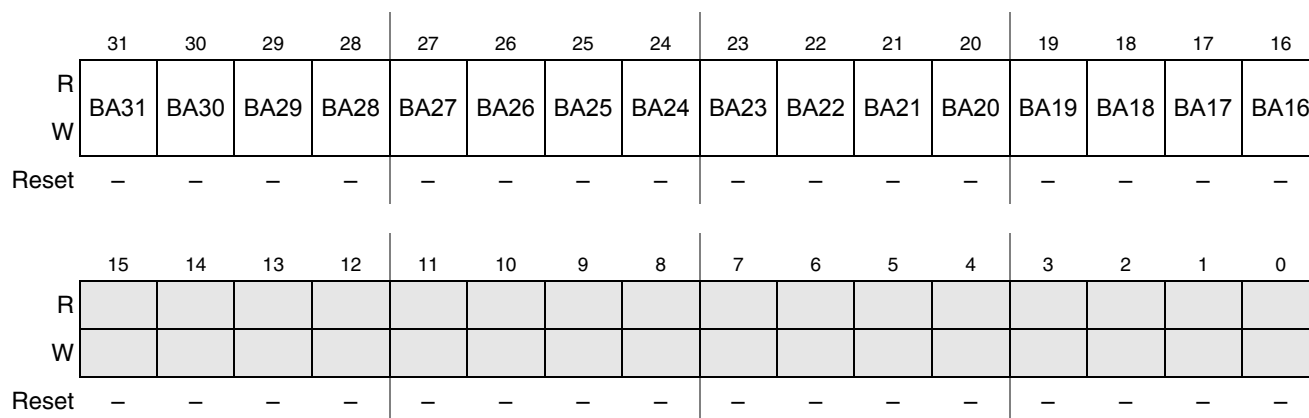 31 30 29 28 27 26 25 24 23 22 21 20 19 18 17 16
R
BA31 BA30 BA29 BA28 BA27 BA26 BA25 BA24 BA23 BA22 BA21 BA20 BA19 BA18 BA17 BA16
W
Reset – – – – – – – – – – – – – – – –
15 14 13 12 11 10 9 8 7 6 5 4 3 2 1 0
R
W
Reset – – – – – – – – – – – – – – – –